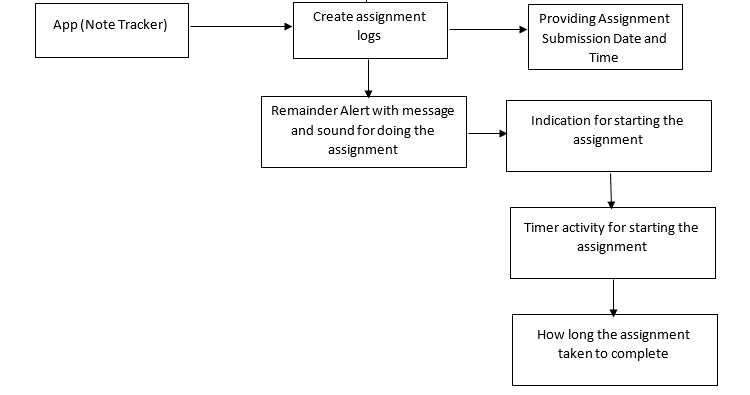 App (Note Tracker)
Create assignment
logs
Providing Assignment
Submission Date and
Time
Remainder Alert with message
and sound for doing the
assignment
Indication for starting the
assignment
Timer activity for starting the
assignment
How long the assignment
taken to complete